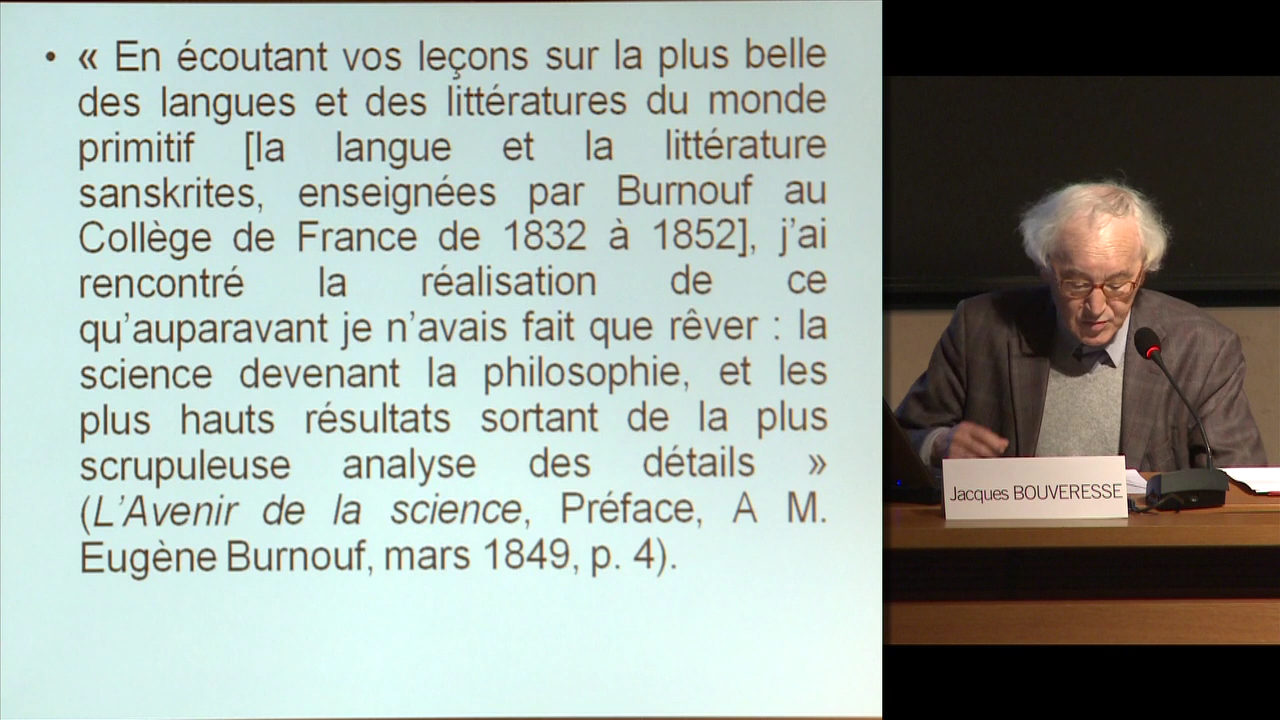 • « En écoutant vos leçons sur la plus belle
des langues et des littératures du monde
primitif [la langue et la littérature
sanskrites, enseignées par Burnouf au
Collège de France de 1832 à 1852], j’ai
rencontré la réalisation de ce
qu’auparavant je n’avais fait que rêver : la
science devenant la philosophie, et les
plus hauts résultats sortant de la plus
scrupuleuse analyse des détails »
(L’Avenir de la science, Préface, A M.
Eugène Burnouf, mars 1849, p. 4).
Jacques BOUVERESSE